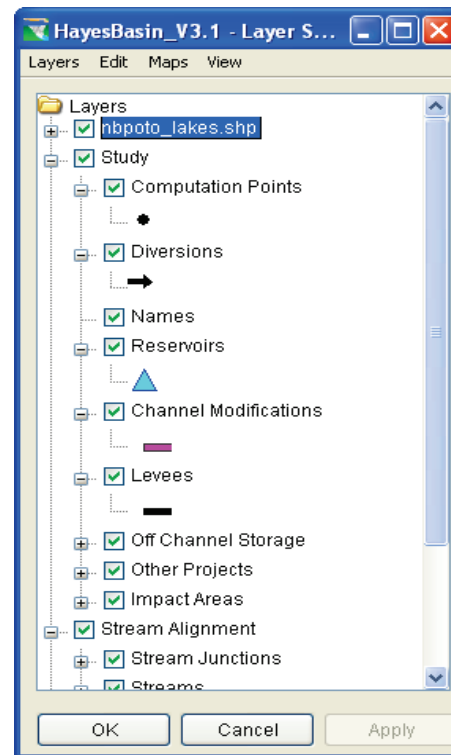 HayesBasin_V3.1 - Layer S...
Layers Edit Maps View
Layers
nbpoto_lakes.shp
Study
Computation Points
Diversions
Names
Reservoirs
Channel Modifications
Levees
Off Channel Storage
Other Projects
Impact Areas
Stream Alignment
Stream Junctions
Streams
OK Cancel Apply